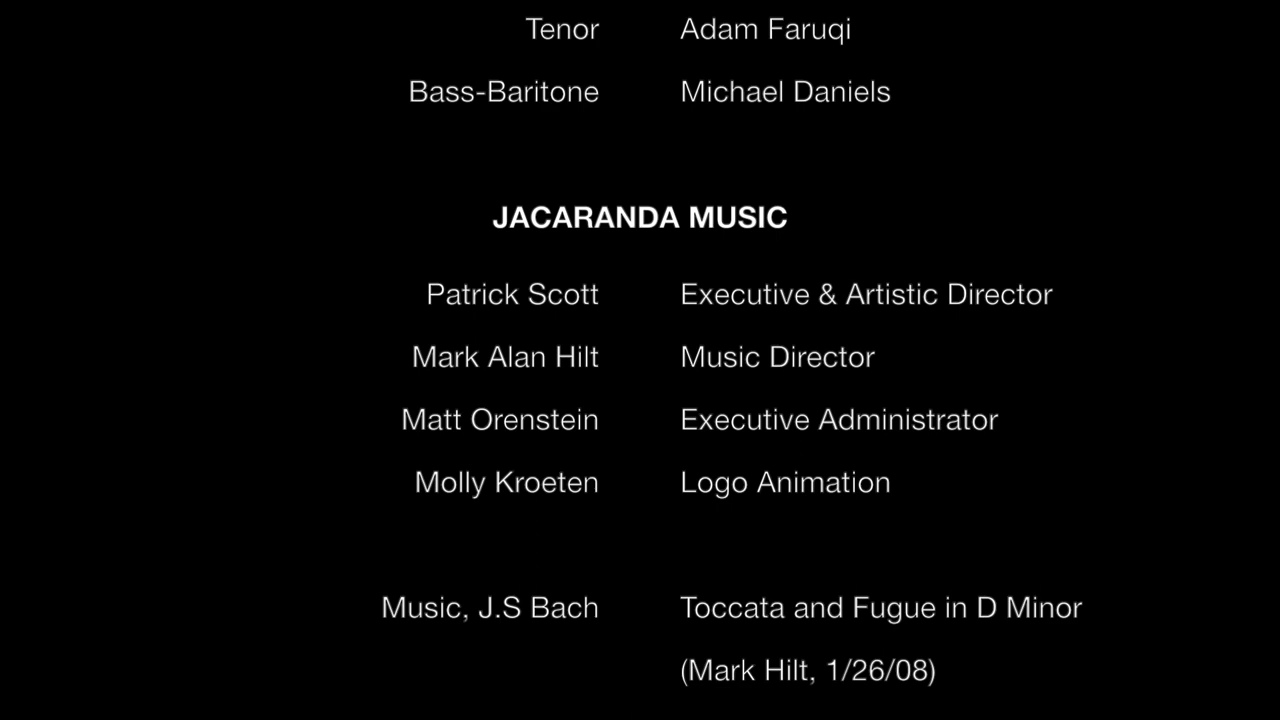 Tenor Adam Faruqi
Bass-Baritone Michael Daniels
JACARANDA MUSIC
Patrick Scott Executive & Artistic Director
Mark Alan Hilt Music Director
Matt Orenstein Executive Administrator
Molly Kroeten Logo Animation
Music, J.S Bach Toccata and Fugue in D Minor
(Mark Hilt, 1/26/08)